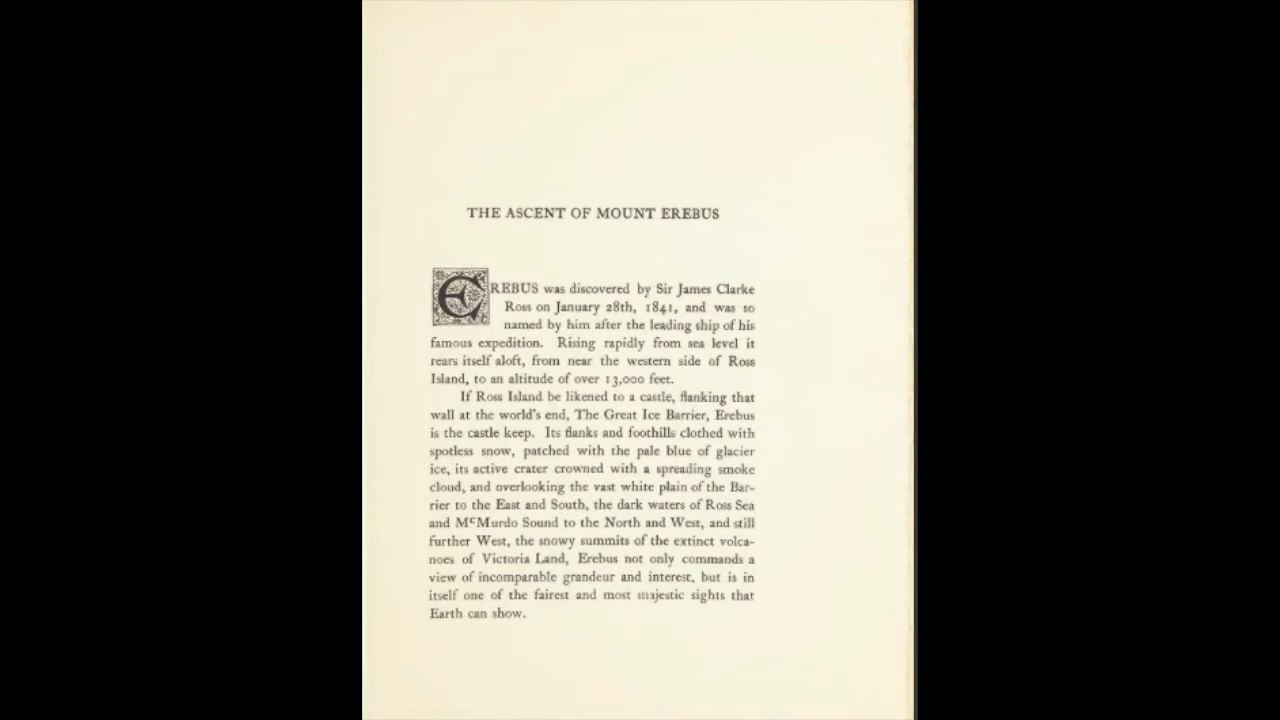 THE ASCENT OF MOUNT EREBUS
EREBUS was discovered by Sir James Clarke
Ross on January 28th, 1841, and was so
named by him after the leading ship of his
famous expedition. Rising rapidly from sea level it
rears itself aloft, from near the western side of Ross
Island, to an altitude of over 13,000 feet.
If Ross Island be likened to a castle, flanking that
wall at the world's end, The Great Ice Barrier, Erebus
is the castle keep. Its flanks and foothills clothed with
spotless snow, patched with the pale blue of glacier
ice, its active crater crowned with a spreading smoke
cloud, and overlooking the vast white plain of the Bar-
rier to the East and South, the dark waters of Ross Sea
and McMurdo Sound to the North and West, and still
further West, the snowy summits of the extinct volca-
noes of Victoria Land, Erebus not only commands a
view of incomparable grandeur and interest, but is in
itself one of the fairest and most majestic sights that
Earth can show.